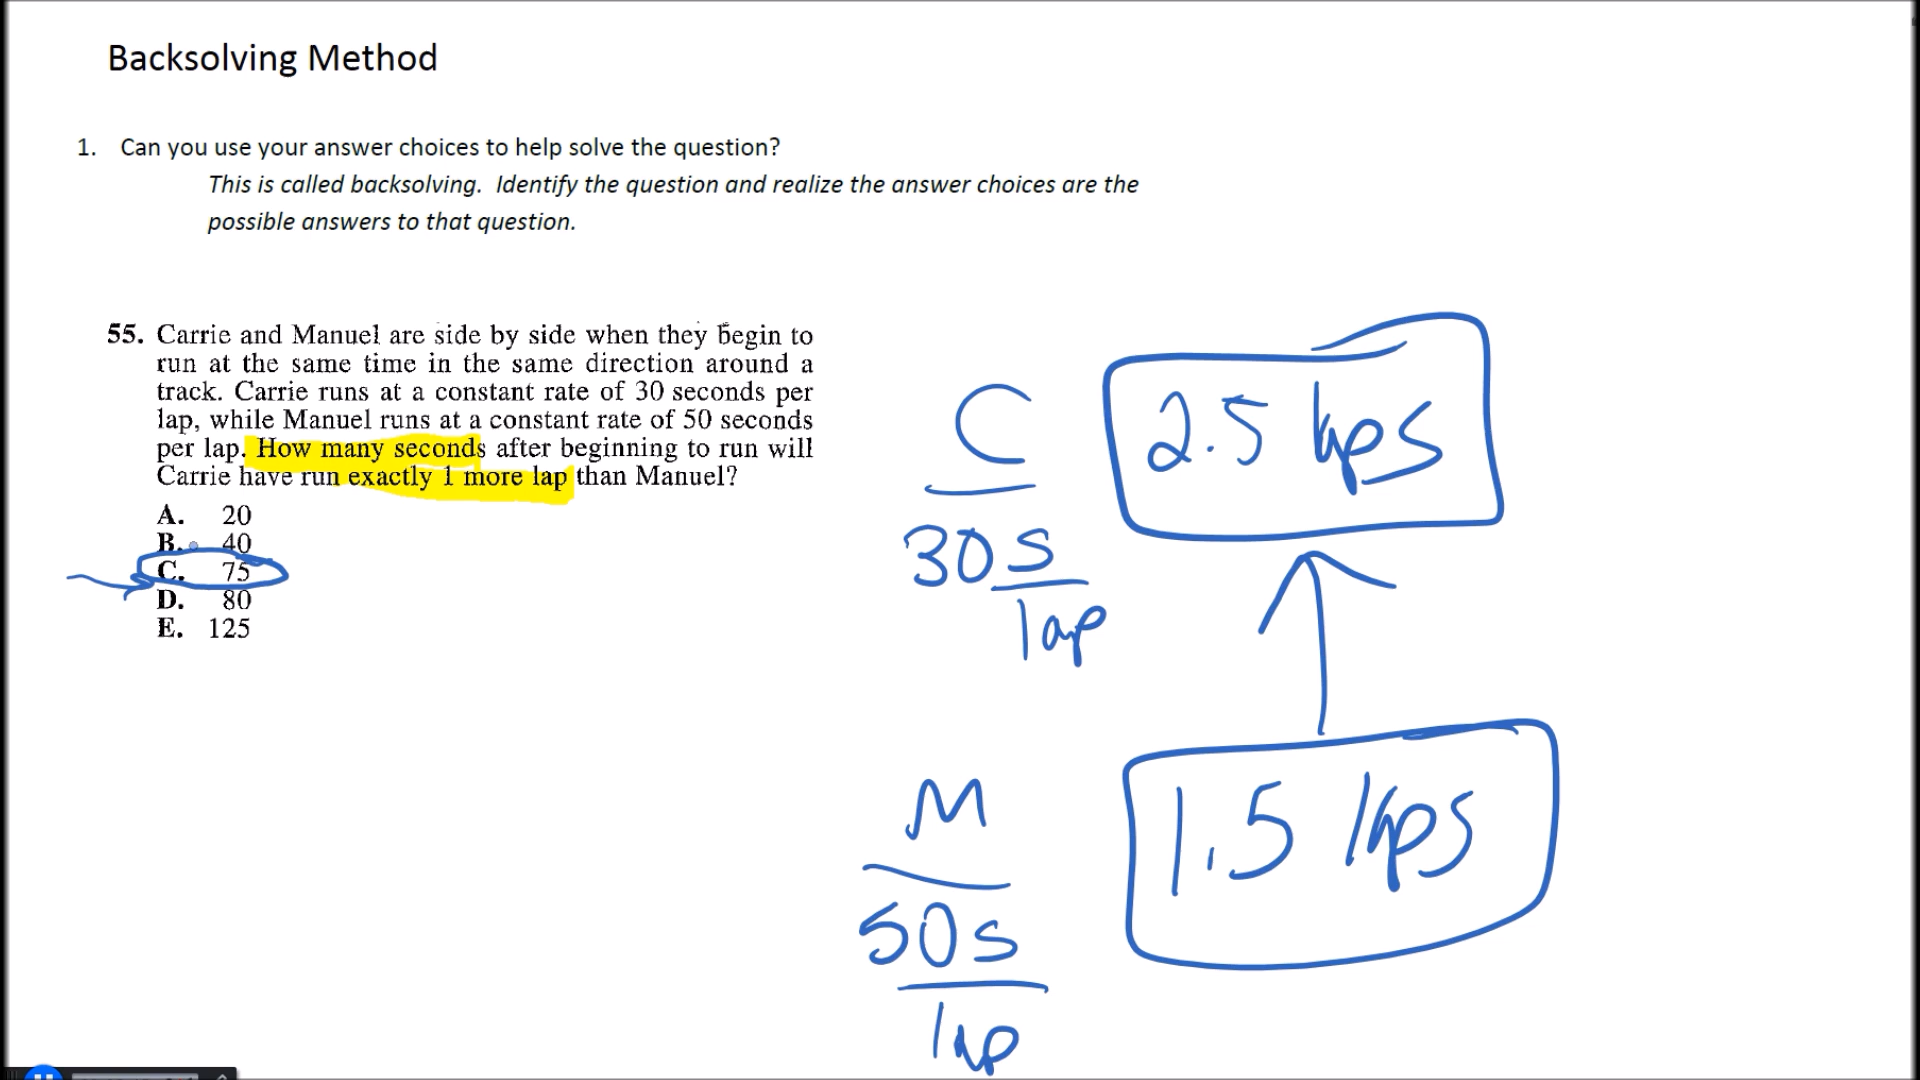 Backsolving Method
1. Can you use your answer choices to help solve the question?
This is called backsolving. Identify the question and realize the answer choices are the
possible answers to that question.
55. Carrie and Manuel are side by side when they begin to
run at the same time in the same direction around a
track. Carrie runs at a constant rate of 30 seconds per
lap, while Manuel runs at a constant rate of 50 seconds
per lap. How many seconds after beginning to run will
Carrie have run exactly 1 more lap than Manuel?
A. 20
B. 40
C. 75
D. 80
E. 125
C
30 s
lap
2.5 laps
M
50 s
lap
1.5 laps